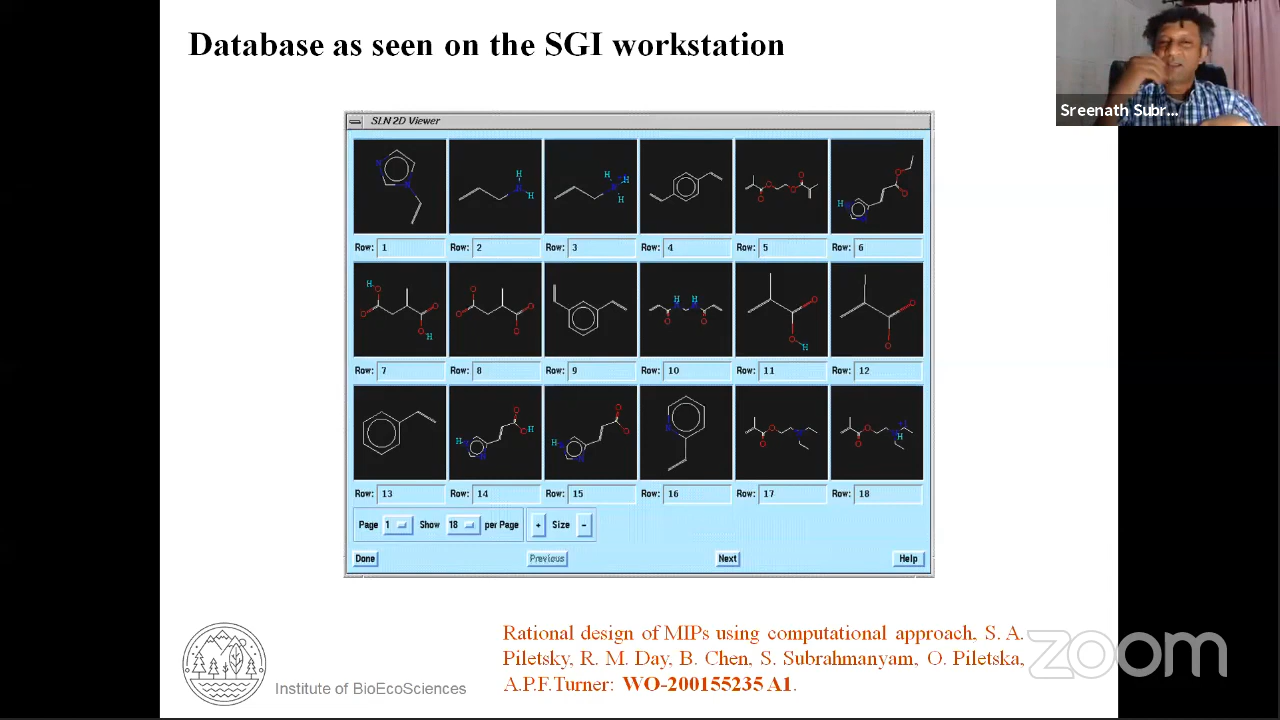 Database as seen on the SGI workstation
Sreenath Subr...
SLN 2D Viewer
Row: 1 Row: 2 Row: 3 Row: 4 Row: 5 Row: 6
Row: 7 Row: 8 Row: 9 Row: 10 Row: 11 Row: 12
Row: 13 Row: 14 Row: 15 Row: 16 Row: 17 Row: 18
Page 1 Show 18 per Page + Size -
Done Previous Next Help
Rational design of MIPs using computational approach, S. A.
Piletsky, R. M. Day, B. Chen, S. Subrahmanyam, O. Piletska,
A.P.F.Turner: WO-200155235 A1.
Institute of BioEcoSciences
zoom